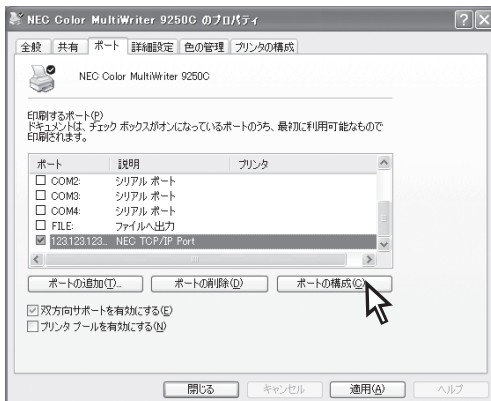 NEC Color MultiWriter 9250C のプロパティ
全般 共有 ポート 詳細設定 色の管理 プリンタの構成
NEC Color MultiWriter 9250C
印刷するポート(P)
ドキュメントは、チェック ボックスがオンになっているポートのうち、最初に利用可能なもので
印刷されます。
ポート 説明 プリンタ
COM2: シリアル ポート
COM3: シリアル ポート
COM4: シリアル ポート
FILE: ファイルへ出力
123.123.123... NEC TCP/IP Port
ポートの追加(T)... ポートの削除(D) ポートの構成(C)...
双方向サポートを有効にする(E)
プリンタ プールを有効にする(N)
閉じる キャンセル 適用(A) ヘルプ